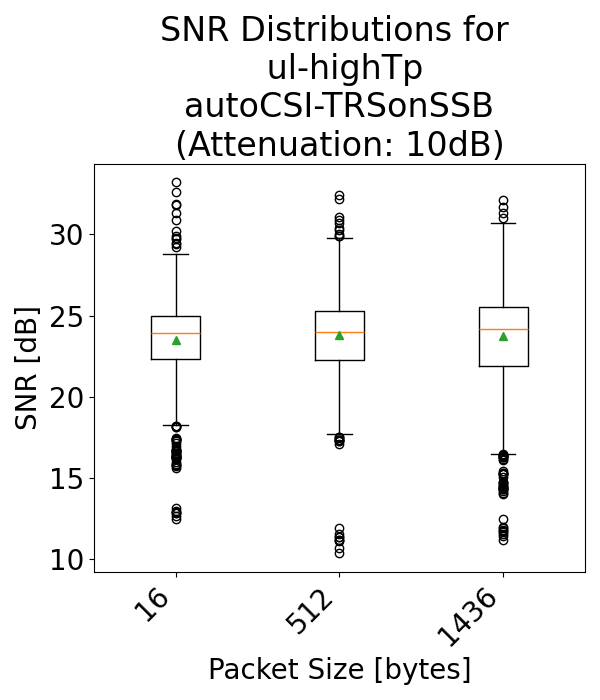 SNR Distributions for
ul-highTp
autoCSI-TRSonSSB
(Attenuation: 10dB)
30
25
20
15
10
SNR [dB]
16
512
1436
Packet Size [bytes]